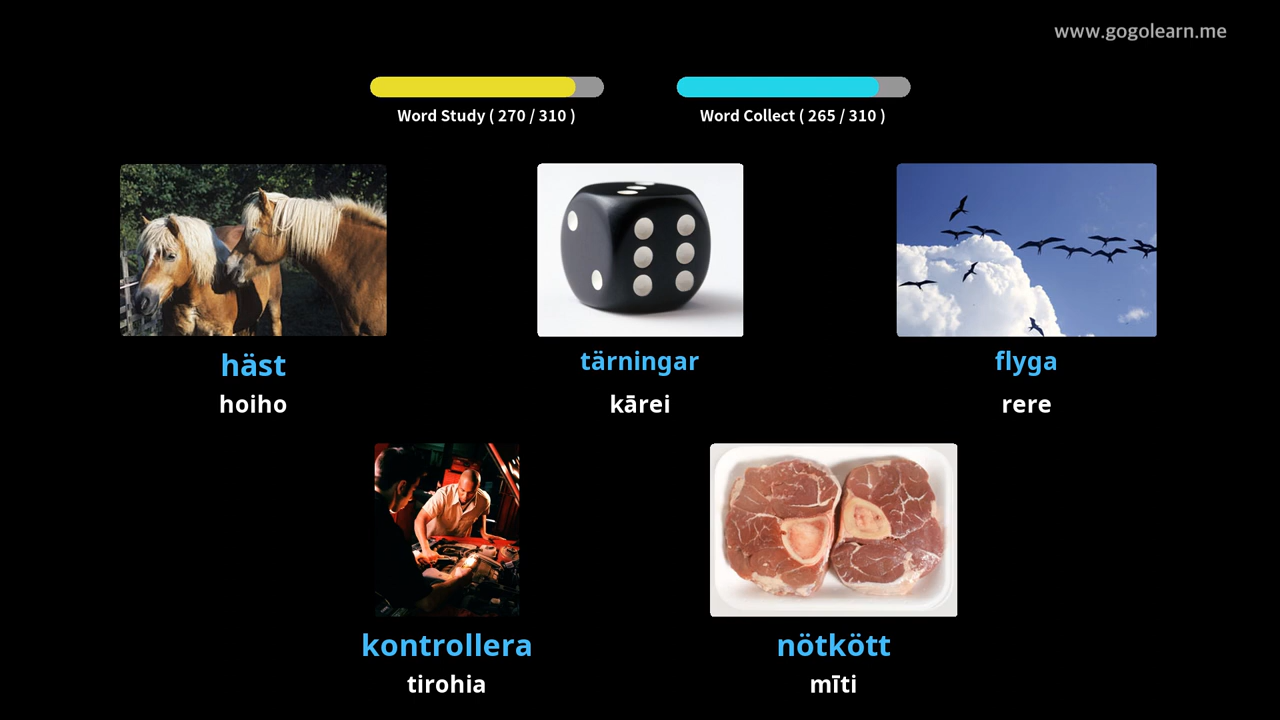 www.gogolearn.me
Word Study ( 270 / 310 )
Word Collect ( 265 / 310 )
häst
tärningar
flyga
hoiho
kārei
rere
kontrollera
nötkött
tirohia
mīti